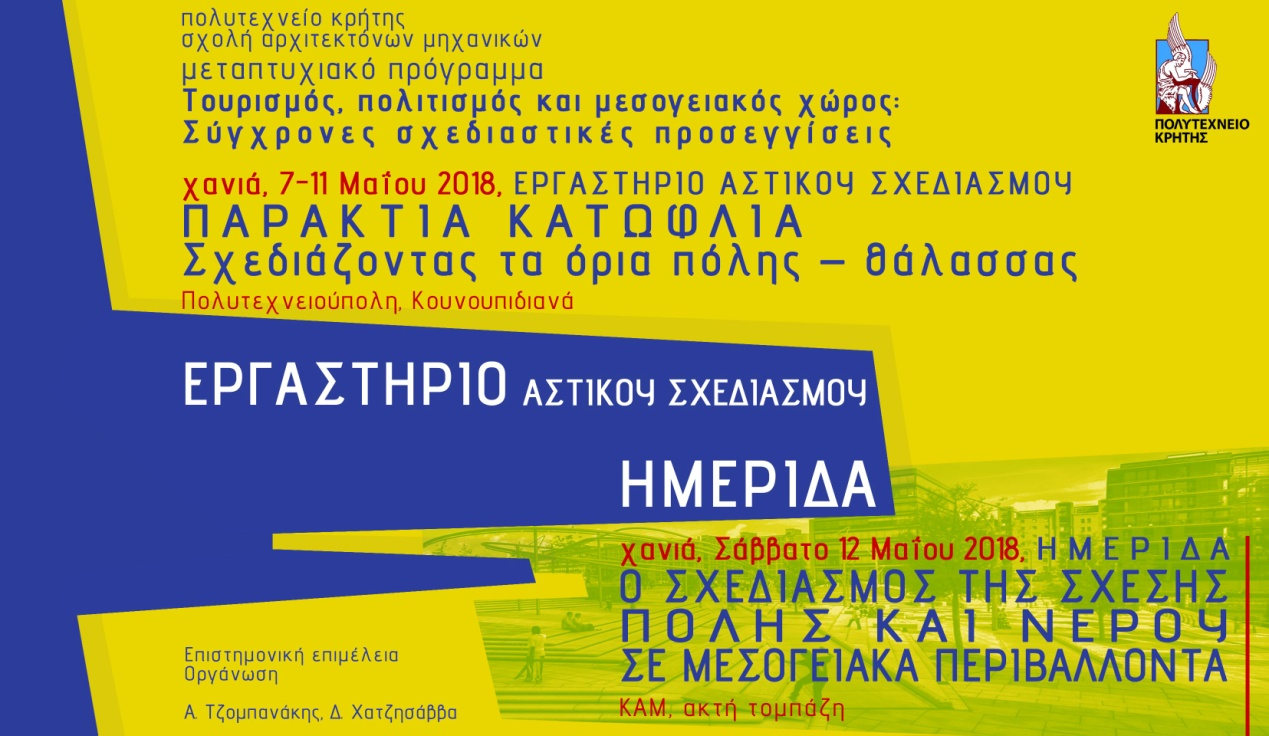 πολυτεχνείο κρήτης
σχολή αρχιτεκτόνων μηχανικών
μεταπτυχιακό πρόγραμμα
Τουρισμός, πολιτισμός και μεσογειακός χώρος:
Σύγχρονες σχεδιαστικές προσεγγίσεις
ΠΟΛΥΤΕΧΝΕΙΟ
ΚΡΗΤΗΣ
χανιά, 7-11 Μαΐου 2018, ΕΡΓΑΣΤΗΡΙΟ ΑΣΤΙΚΟΥ ΣΧΕΔΙΑΣΜΟΥ
ΠΑΡΑΚΤΙΑ ΚΑΤΩΦΛΙΑ
Σχεδιάζοντας τα όρια πόλης – θάλασσας
Πολυτεχνειούπολη, Κουνουπιδιανά
ΕΡΓΑΣΤΗΡΙΟ ΑΣΤΙΚΟΥ ΣΧΕΔΙΑΣΜΟΥ
ΗΜΕΡΙΔΑ
χανιά, Σάββατο 12 Μαΐου 2018, ΗΜΕΡΙΔΑ
Ο ΣΧΕΔΙΑΣΜΟΣ ΤΗΣ ΣΧΕΣΗΣ
ΠΟΛΗΣ ΚΑΙ ΝΕΡΟΥ
ΣΕ ΜΕΣΟΓΕΙΑΚΑ ΠΕΡΙΒΑΛΛΟΝΤΑ
ΚΑΜ, ακτή τομπάζη
Επιστημονική επιμέλεια
Οργάνωση
Α. Τζομπανάκης, Δ. Χατζησάββα